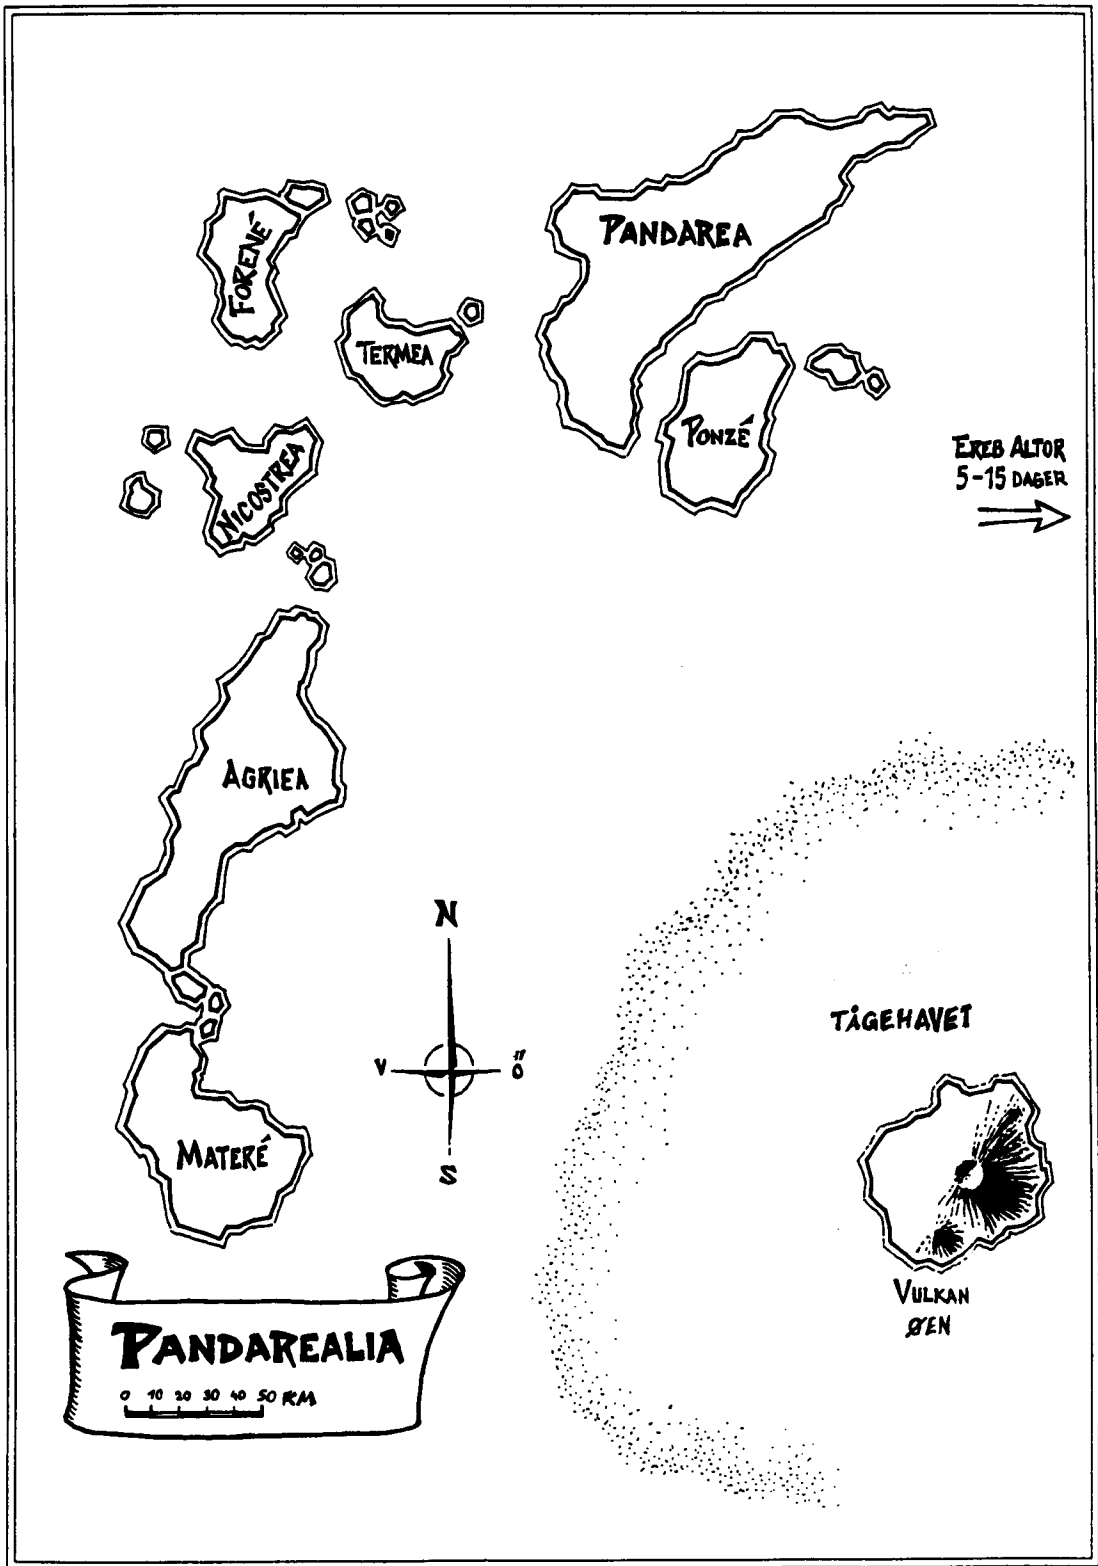 PANDAREA
FORENÉ
TERMEA
PONZÉ
NICOSTREA
EREB ALTOR
5-15 DAGER
AGRIEA
N
V
Ö
S
TÅGEHAVET
MATERÉ
VULKAN
ØEN
PANDAREALIA
0 10 20 30 40 50 KM